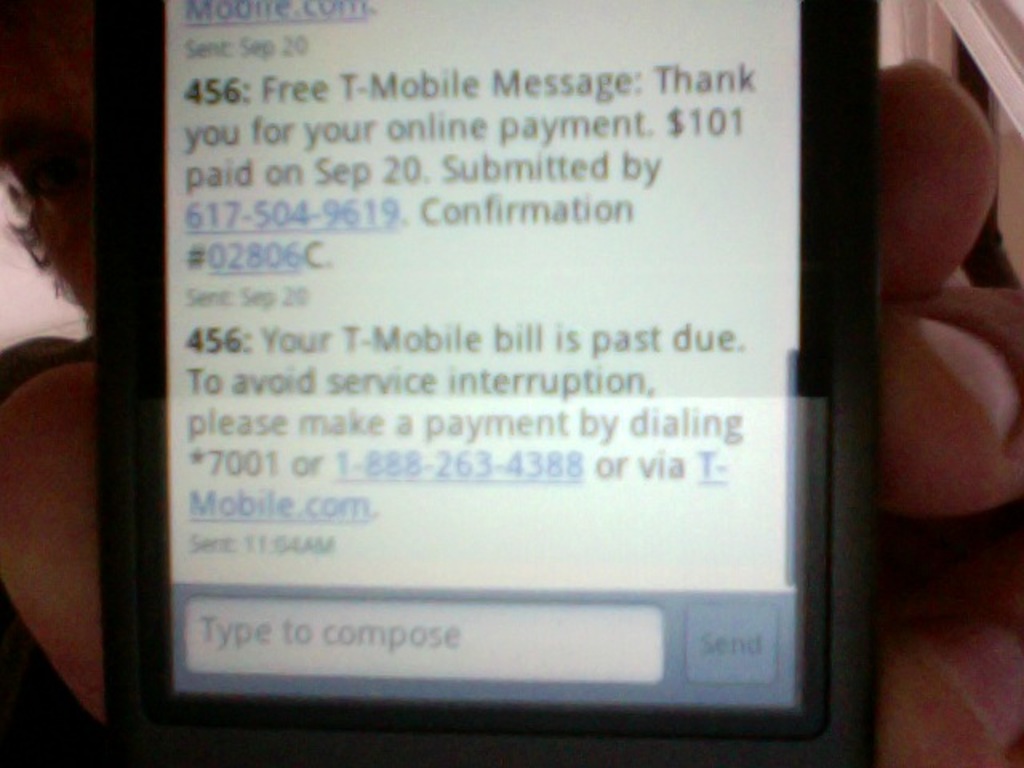 Mobile.com.
Sent: Sep 20
456: Free T-Mobile Message: Thank
you for your online payment. $101
paid on Sep 20. Submitted by
617-504-9619. Confirmation
#02806C.
Sent: Sep 20
456: Your T-Mobile bill is past due.
To avoid service interruption,
please make a payment by dialing
*7001 or 1-888-263-4388 or via T-
Mobile.com.
Sent: 11:04AM
Type to compose
Send